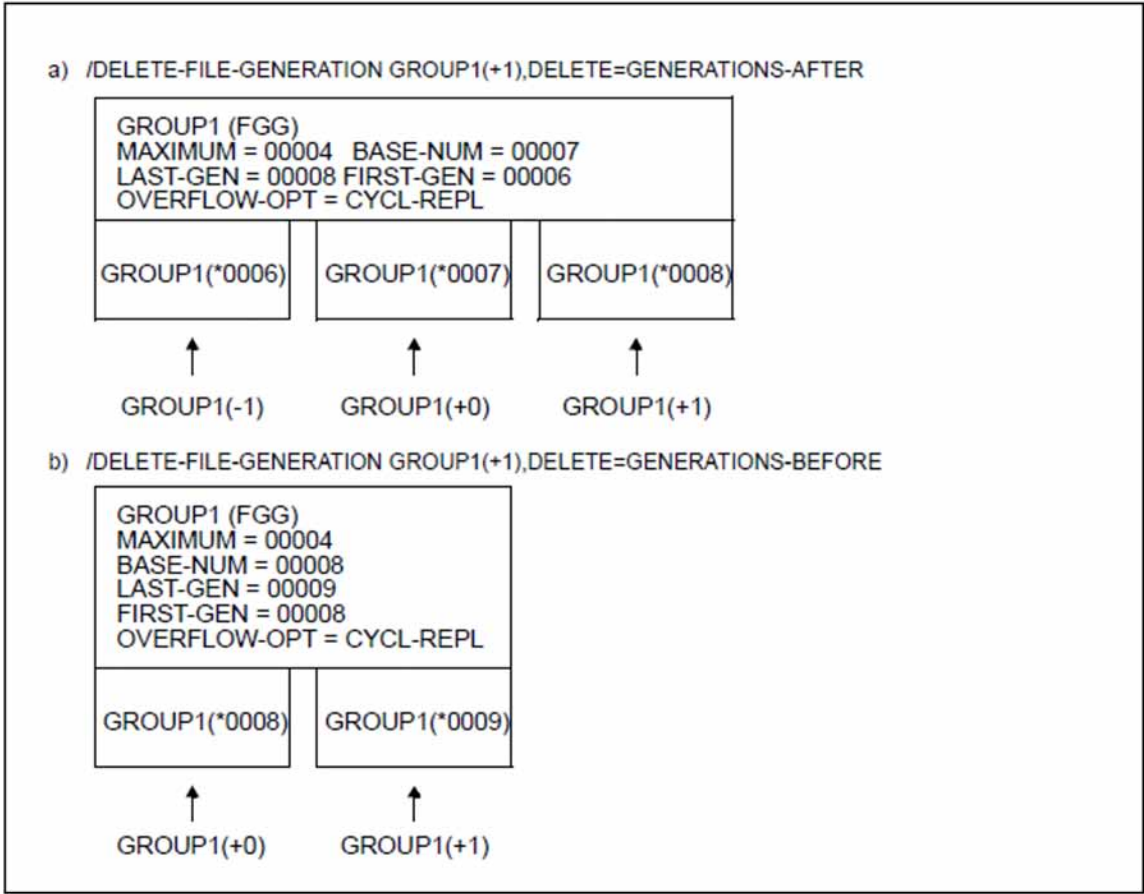 a) /DELETE-FILE-GENERATION GROUP1(+1),DELETE=GENERATIONS-AFTER
GROUP1 (FGG)
MAXIMUM = 00004 BASE-NUM = 00007
LAST-GEN = 00008 FIRST-GEN = 00006
OVERFLOW-OPT = CYCL-REPL
GROUP1(*0006) GROUP1(*0007) GROUP1(*0008)
GROUP1(-1) GROUP1(+0) GROUP1(+1)
b) /DELETE-FILE-GENERATION GROUP1(+1),DELETE=GENERATIONS-BEFORE
GROUP1 (FGG)
MAXIMUM = 00004
BASE-NUM = 00008
LAST-GEN = 00009
FIRST-GEN = 00008
OVERFLOW-OPT = CYCL-REPL
GROUP1(*0008) GROUP1(*0009)
GROUP1(+0) GROUP1(+1)